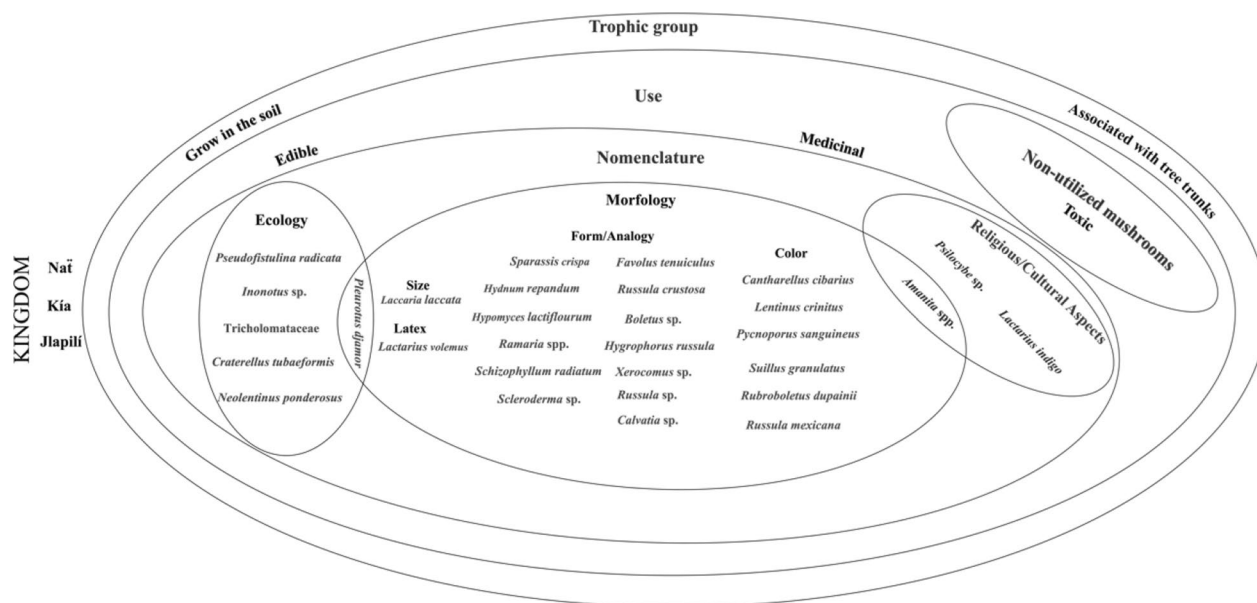 Trophic group
Use
Nomenclature
Grow in the soil
Edible
Medicinal
Associated with tree trunks
Non-utilized mushrooms
Toxic
KINGDOM
Naẗ
Kía
Jlapilí
Ecology
Pseudofistulina radicata
Inonotus sp.
Tricholomataceae
Craterellus tubaeformis
Neolentinus ponderosus
Pleurotus djamor
Morfology
Size
Laccaria laccata
Latex
Lactarius volemus
Form/Analogy
Sparassis crispa
Hydnum repandum
Hypomyces lactiflourum
Ramaria spp.
Schizophyllum radiatum
Scleroderma sp.
Favolus tenuiculus
Russula crustosa
Boletus sp.
Hygrophorus russula
Xerocomus sp.
Russula sp.
Calvatia sp.
Color
Cantharellus cibarius
Lentinus crinitus
Pycnoporus sanguineus
Suillus granulatus
Rubroboletus dupainii
Russula mexicana
Amanita spp.
Religious/Cultural Aspects
Psilocybe sp.
Lactarius indigo